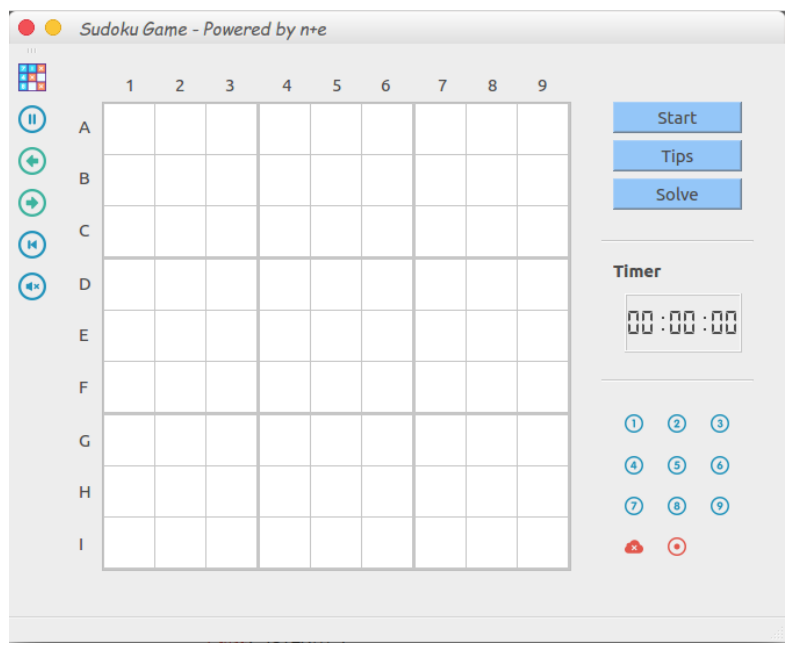 Sudoku Game - Powered by n+e
1 2 3 4 5 6 7 8 9
A
B
C
D
E
F
G
H
I
Start
Tips
Solve
Timer
00:00:00
1 2 3
4 5 6
7 8 9